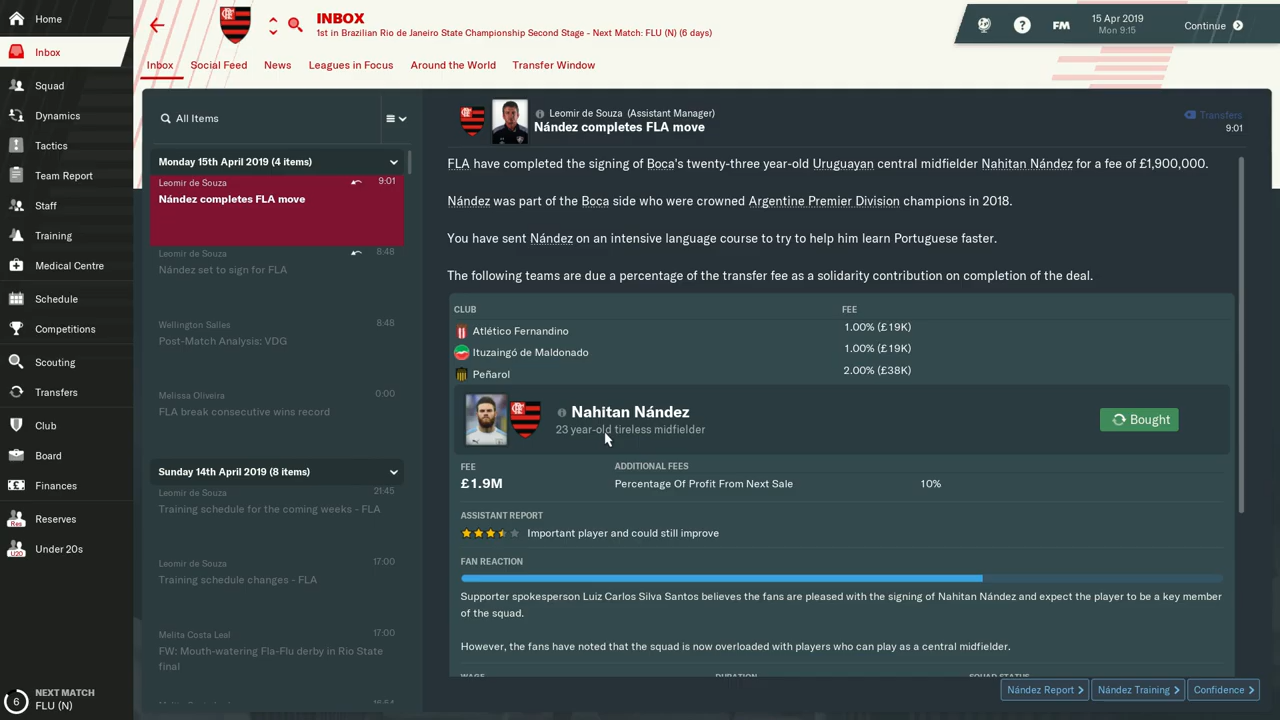 Home
Inbox
Squad
Dynamics
Tactics
Team Report
Staff
Training
Medical Centre
Schedule
Competitions
Scouting
Transfers
Club
Board
Finances
Res
Reserves
U20
Under 20s
6
NEXT MATCH
FLU (N)
INBOX
1st in Brazilian Rio de Janeiro State Championship Second Stage - Next Match: FLU (N) (6 days)
?
FM
15 Apr 2019
Mon 9:15
Continue
Inbox
Social Feed
News
Leagues in Focus
Around the World
Transfer Window
All Items
Monday 15th April 2019 (4 items)
Leomir de Souza 9:01
Nández completes FLA move
Leomir de Souza 8:48
Nández set to sign for FLA
Wellington Salles 8:48
Post-Match Analysis: VDG
Melissa Oliveira 0:00
FLA break consecutive wins record
Sunday 14th April 2019 (8 items)
Leomir de Souza 21:45
Training schedule for the coming weeks - FLA
Leomir de Souza 17:00
Training schedule changes - FLA
Melita Costa Leal 17:00
FW: Mouth-watering Fla-Flu derby in Rio State
final
Leomir de Souza (Assistant Manager)
Nández completes FLA move
Transfers
9:01
FLA have completed the signing of Boca's twenty-three year-old Uruguayan central midfielder Nahitan Nández for a fee of £1,900,000.
Nández was part of the Boca side who were crowned Argentine Premier Division champions in 2018.
You have sent Nández on an intensive language course to try to help him learn Portuguese faster.
The following teams are due a percentage of the transfer fee as a solidarity contribution on completion of the deal.
CLUB FEE
Atlético Fernandino 1.00% (£19K)
Ituzaingó de Maldonado 1.00% (£19K)
Peñarol 2.00% (£38K)
Nahitan Nández
23 year-old tireless midfielder
Bought
FEE ADDITIONAL FEES
£1.9M Percentage Of Profit From Next Sale 10%
ASSISTANT REPORT
Important player and could still improve
FAN REACTION
Supporter spokesperson Luiz Carlos Silva Santos believes the fans are pleased with the signing of Nahitan Nández and expect the player to be a key member
of the squad.
However, the fans have noted that the squad is now overloaded with players who can play as a central midfielder.
WAGE DURATION SQUAD STATUS
Nández Report
Nández Training
Confidence